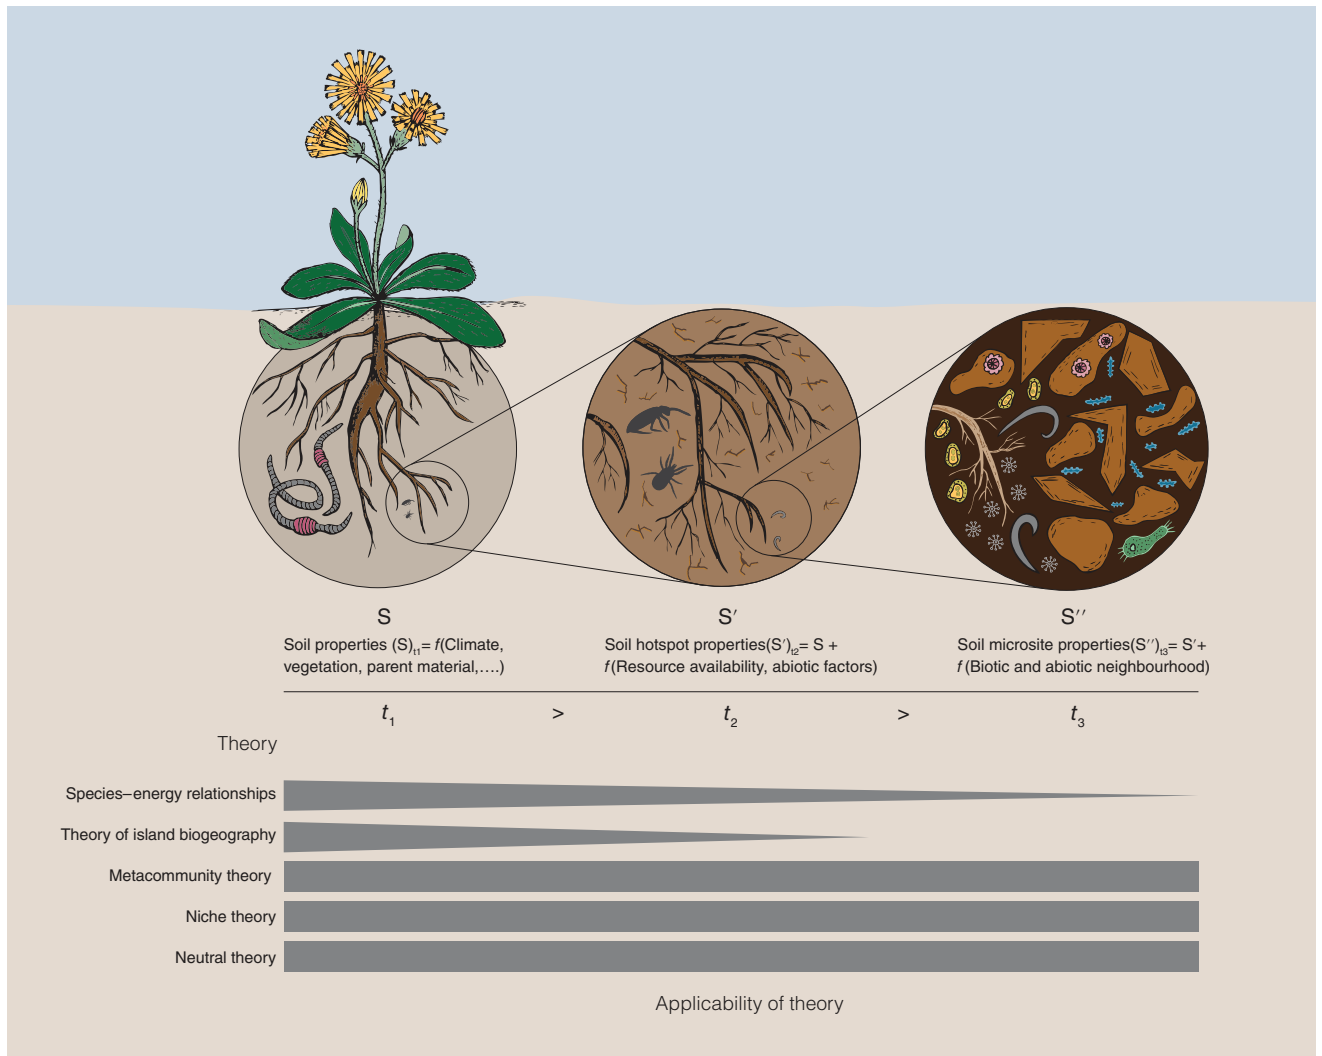 S
Soil properties (S)t1= f(Climate,
vegetation, parent material,….)
S′
Soil hotspot properties(S′)t2= S +
f(Resource availability, abiotic factors)
S′′
Soil microsite properties(S′′)t3= S′+
f (Biotic and abiotic neighbourhood)
t1 > t2 > t3
Theory
Species–energy relationships
Theory of island biogeography
Metacommunity theory
Niche theory
Neutral theory
Applicability of theory